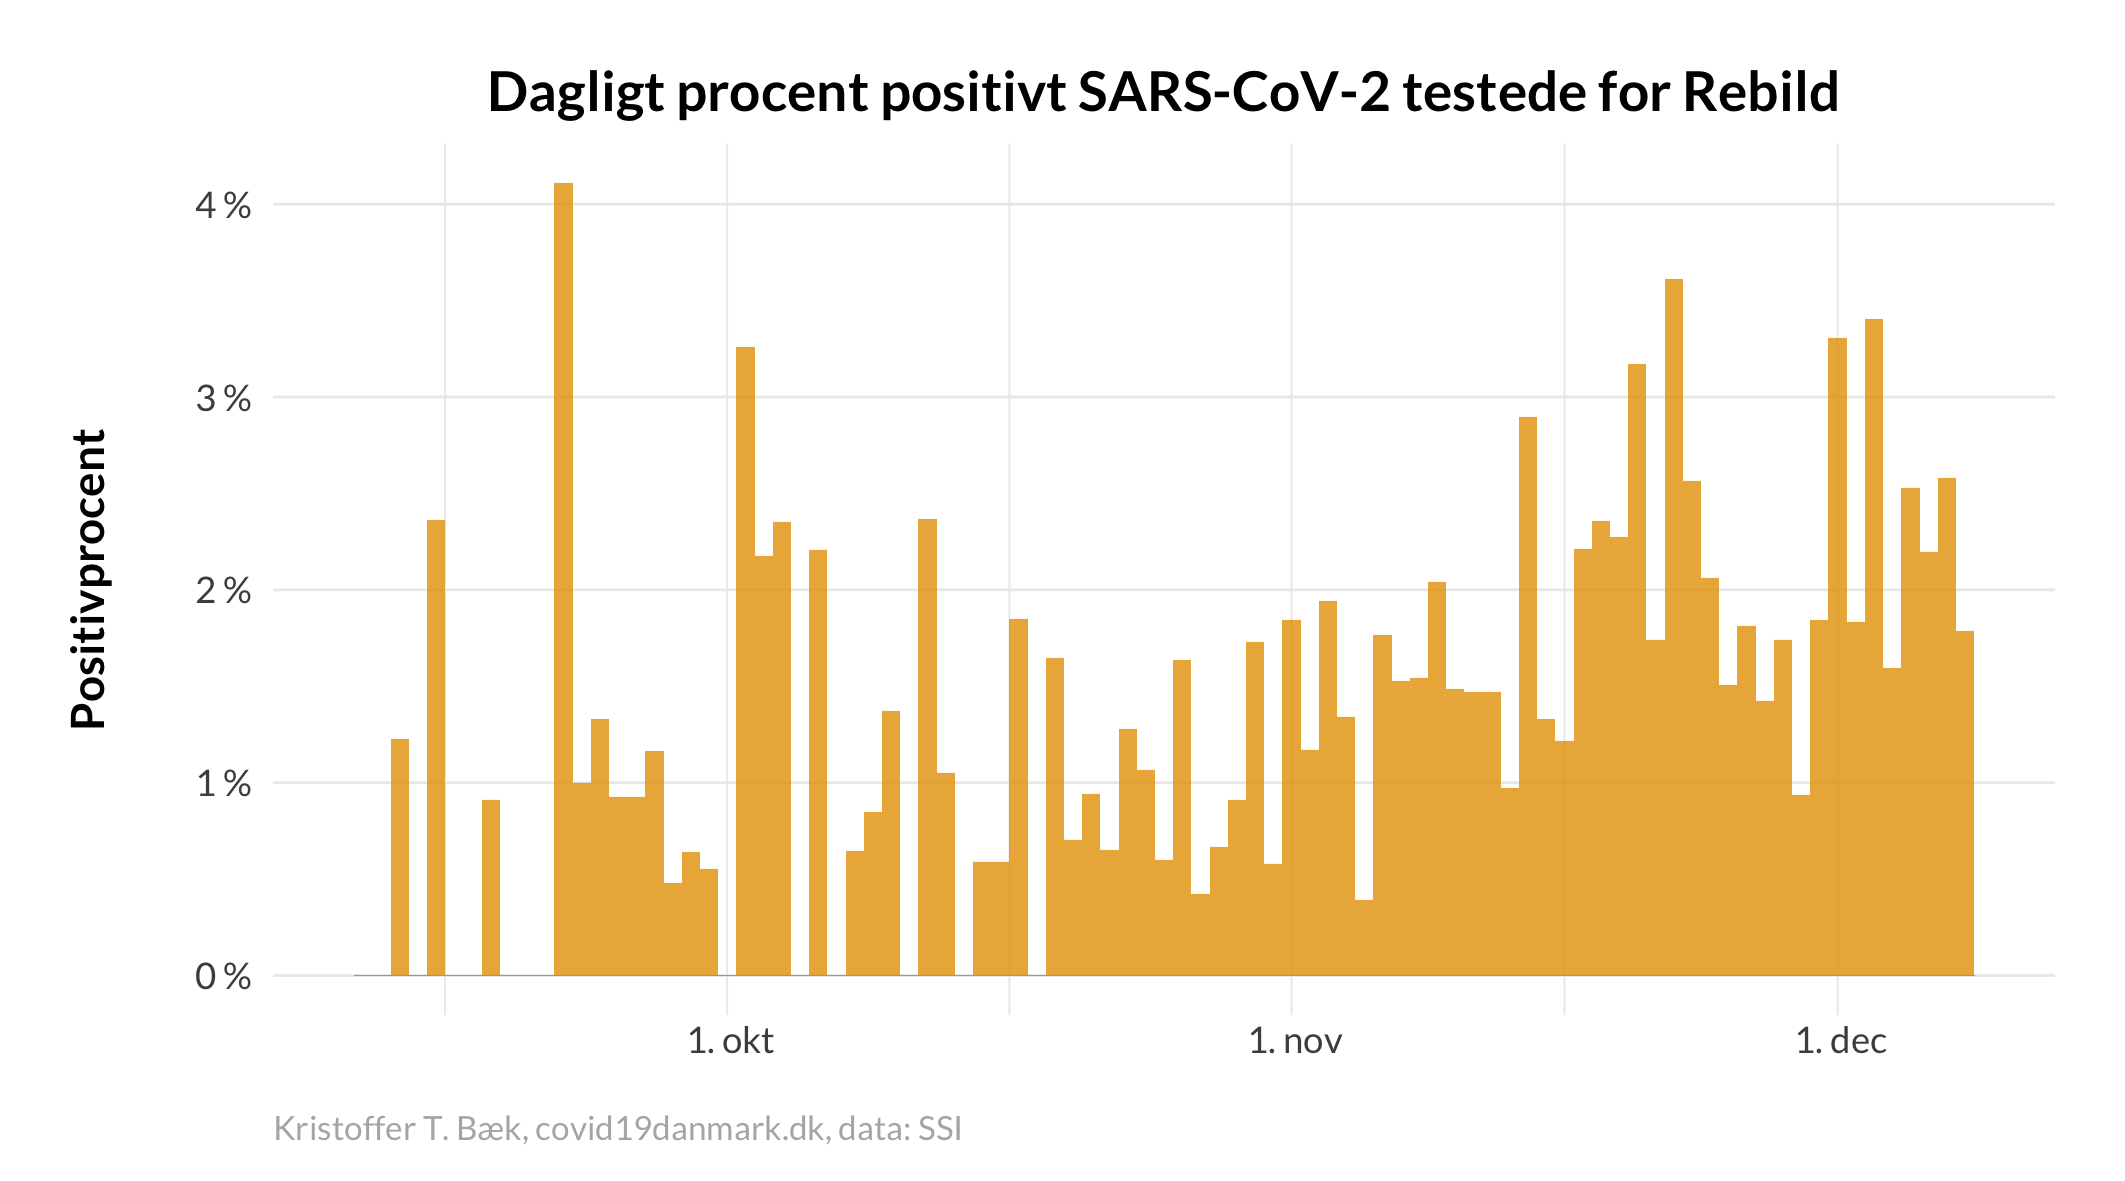 Dagligt procent positivt SARS-CoV-2 testede for Rebild
Positivprocent
4 %
3 %
2 %
1 %
0 %
1. okt
1. nov
1. dec
Kristoffer T. Bæk, covid19danmark.dk, data: SSI